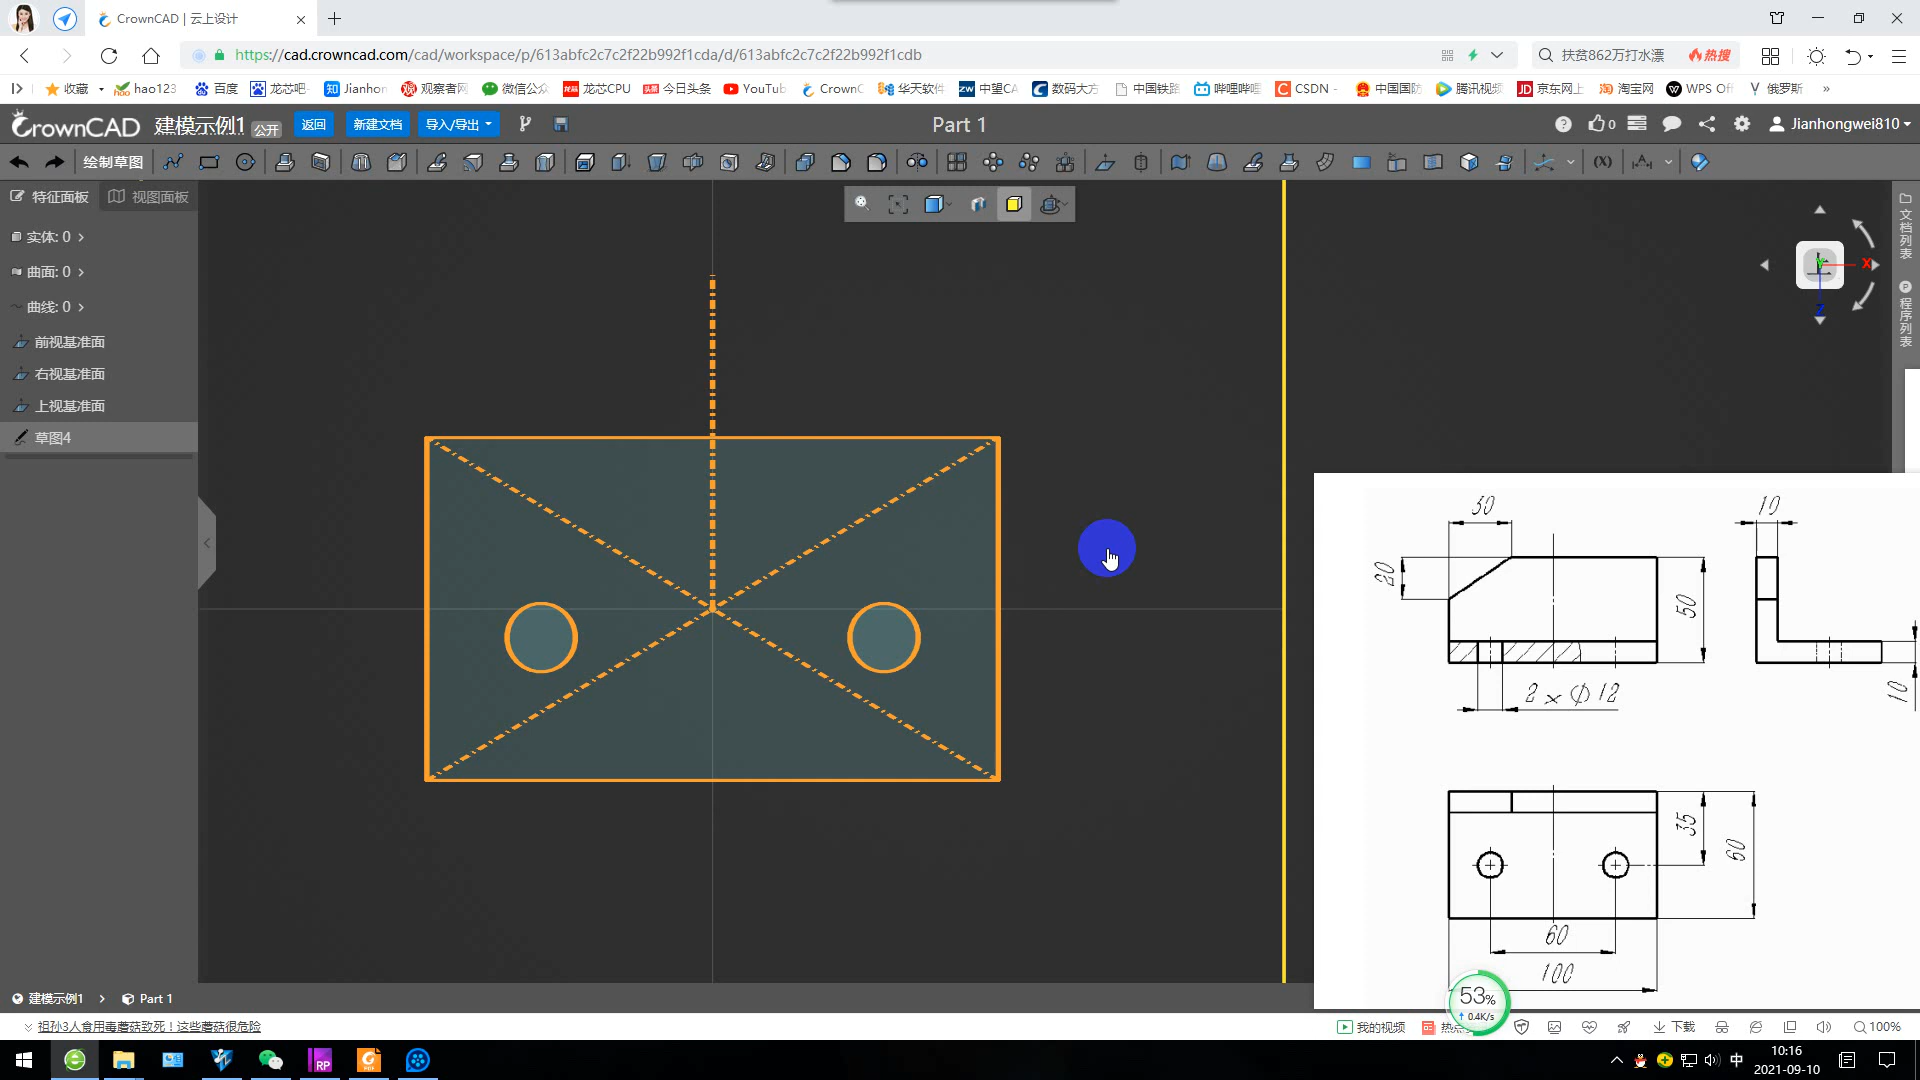 CrownCAD | 云上设计
https://cad.crowncad.com/cad/workspace/p/613abfc2c7c2f22b992f1cda/d/613abfc2c7c2f22b992f1cdb
扶贫862万打水漂
热搜
收藏
hao123
百度
龙芯吧
Jianhon
观察者网
微信公众
龙芯CPU
今日头条
YouTub
CrownC
华天软件
中望CA
数码大方
中国铁路
哔哩哔哩
CSDN -
中国国防
腾讯视频
京东网上
淘宝网
WPS Off
俄罗斯
CrownCAD
建模示例1
公开
返回
新建文档
导入/导出
Part 1
0
Jianhongwei810
绘制草图
(x)
特征面板
视图面板
实体: 0
曲面: 0
曲线: 0
前视基准面
右视基准面
上视基准面
草图4
Y
X
Z
文档列表
程序列表
30
20
50
2 × Φ 12
10
10
35
60
60
100
建模示例1
Part 1
53%
0.4K/s
祖孙3人食用毒蘑菇致死！这些蘑菇很危险
我的视频
下载
100%
中
10:16
2021-09-10